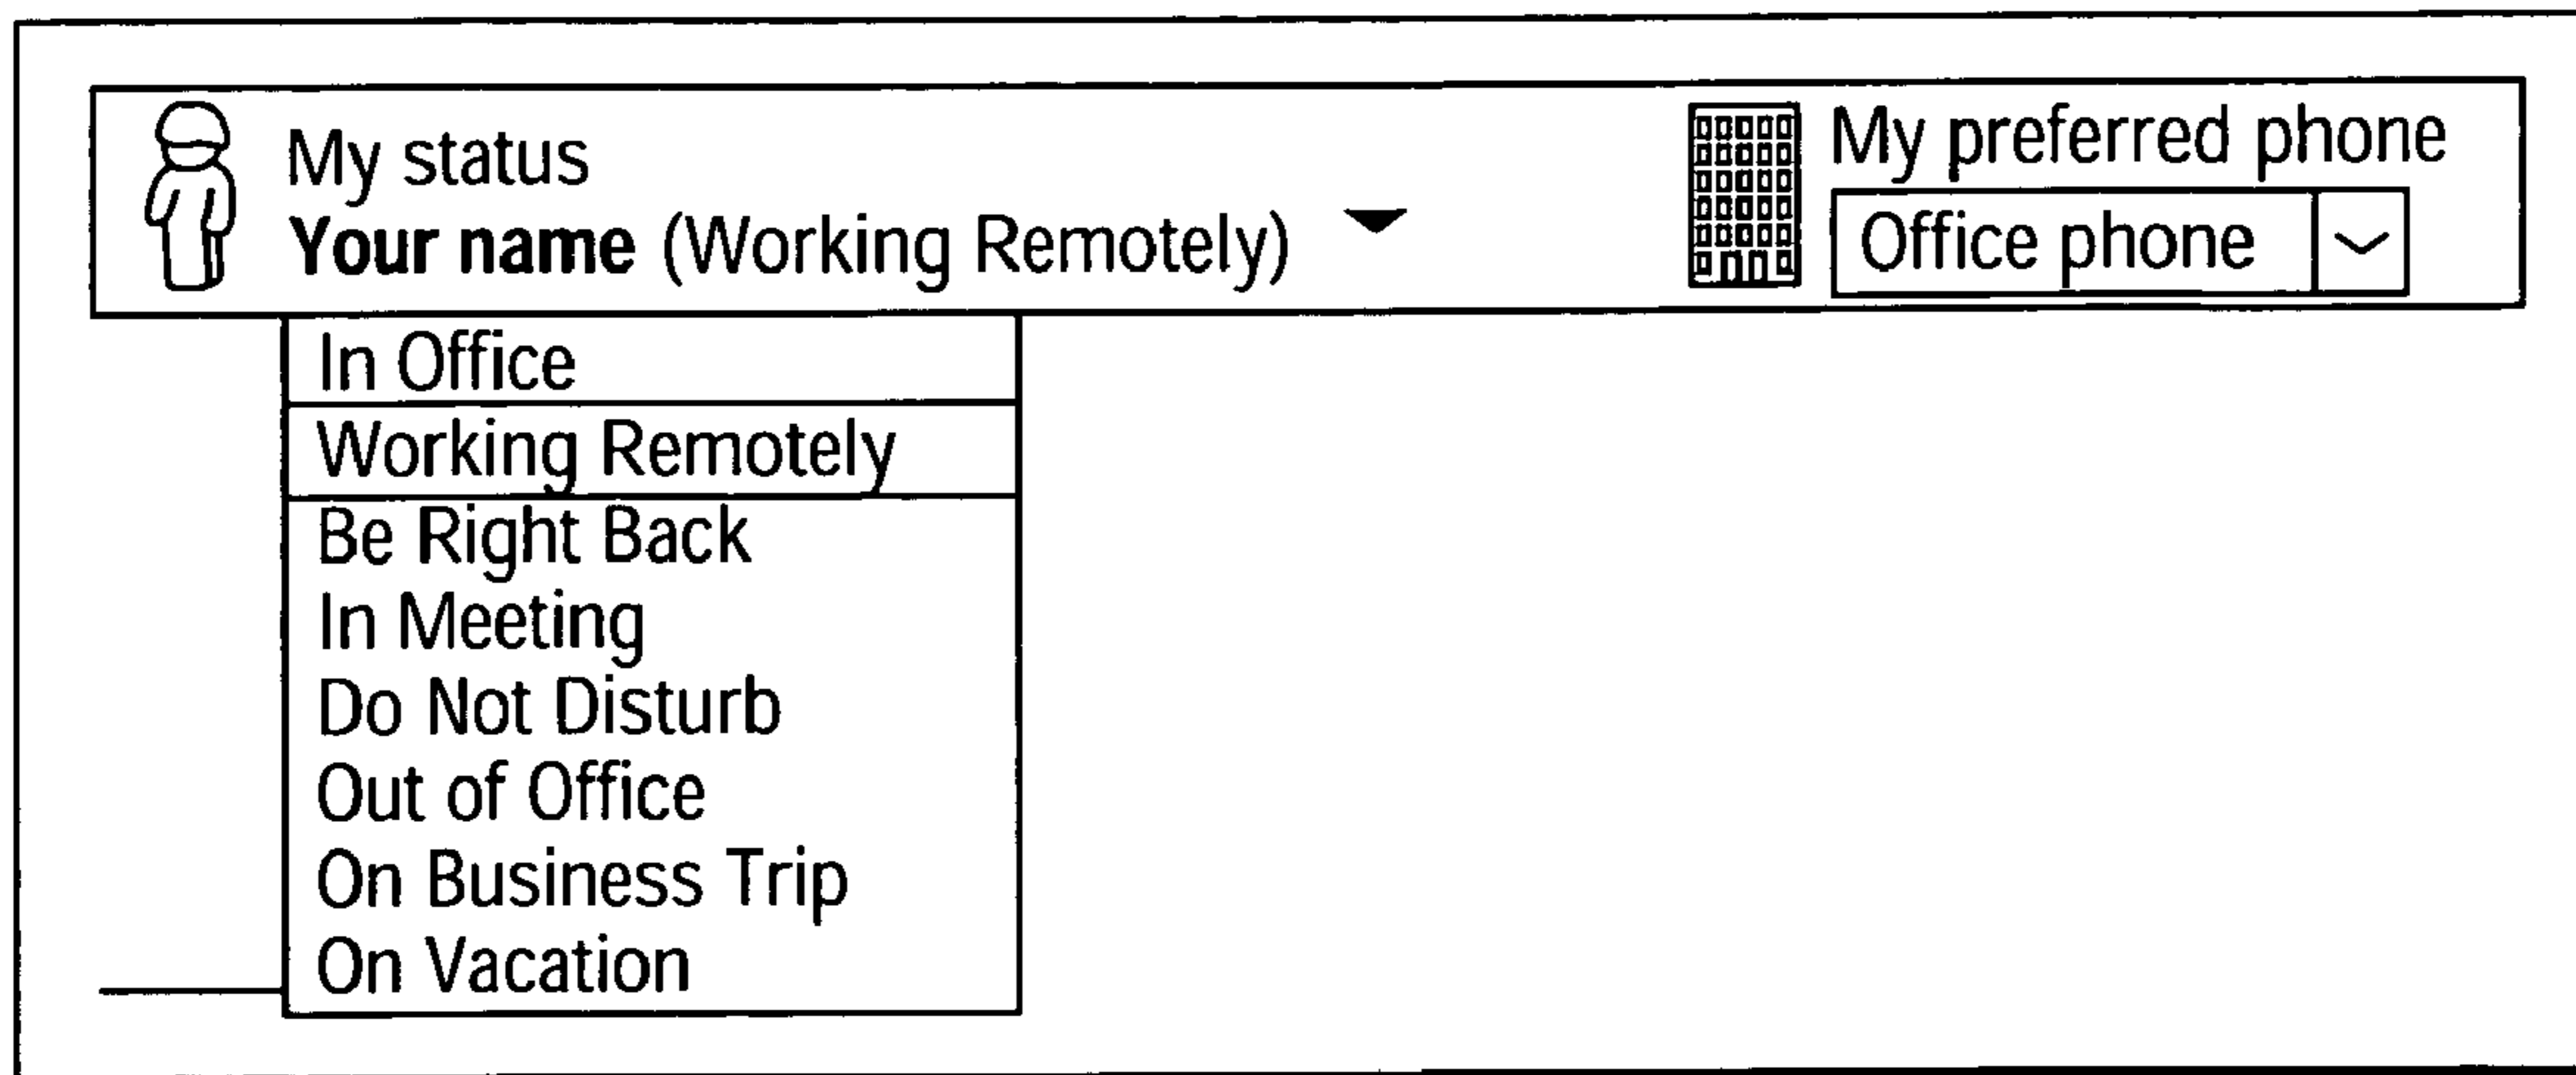 My status
Your name (Working Remotely)
My preferred phone
Office phone
In Office
Working Remotely
Be Right Back
In Meeting
Do Not Disturb
Out of Office
On Business Trip
On Vacation